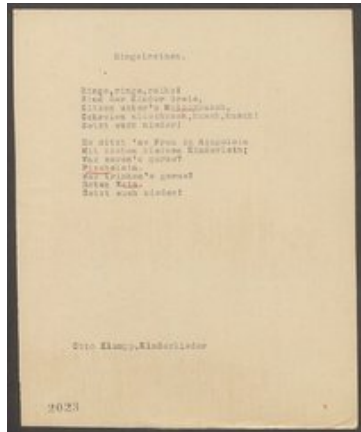 Ringelreihen.
Ringe,ringe,reihe!
Sind der Kinder dreie,
Sitzen unter'm Hollerbusch,
Schreien alle:husch,husch,husch!
Setzt euch nieder!
Es sitzt 'ne Frau im Ringelein
Mit sieben kleinen Kinderlein;
Was essen's gerne?
Fischelein.
Was trinken's gerne?
Roten Wein.
Setzt euch nieder!
Otto Klampp,Kinderlieder
2023